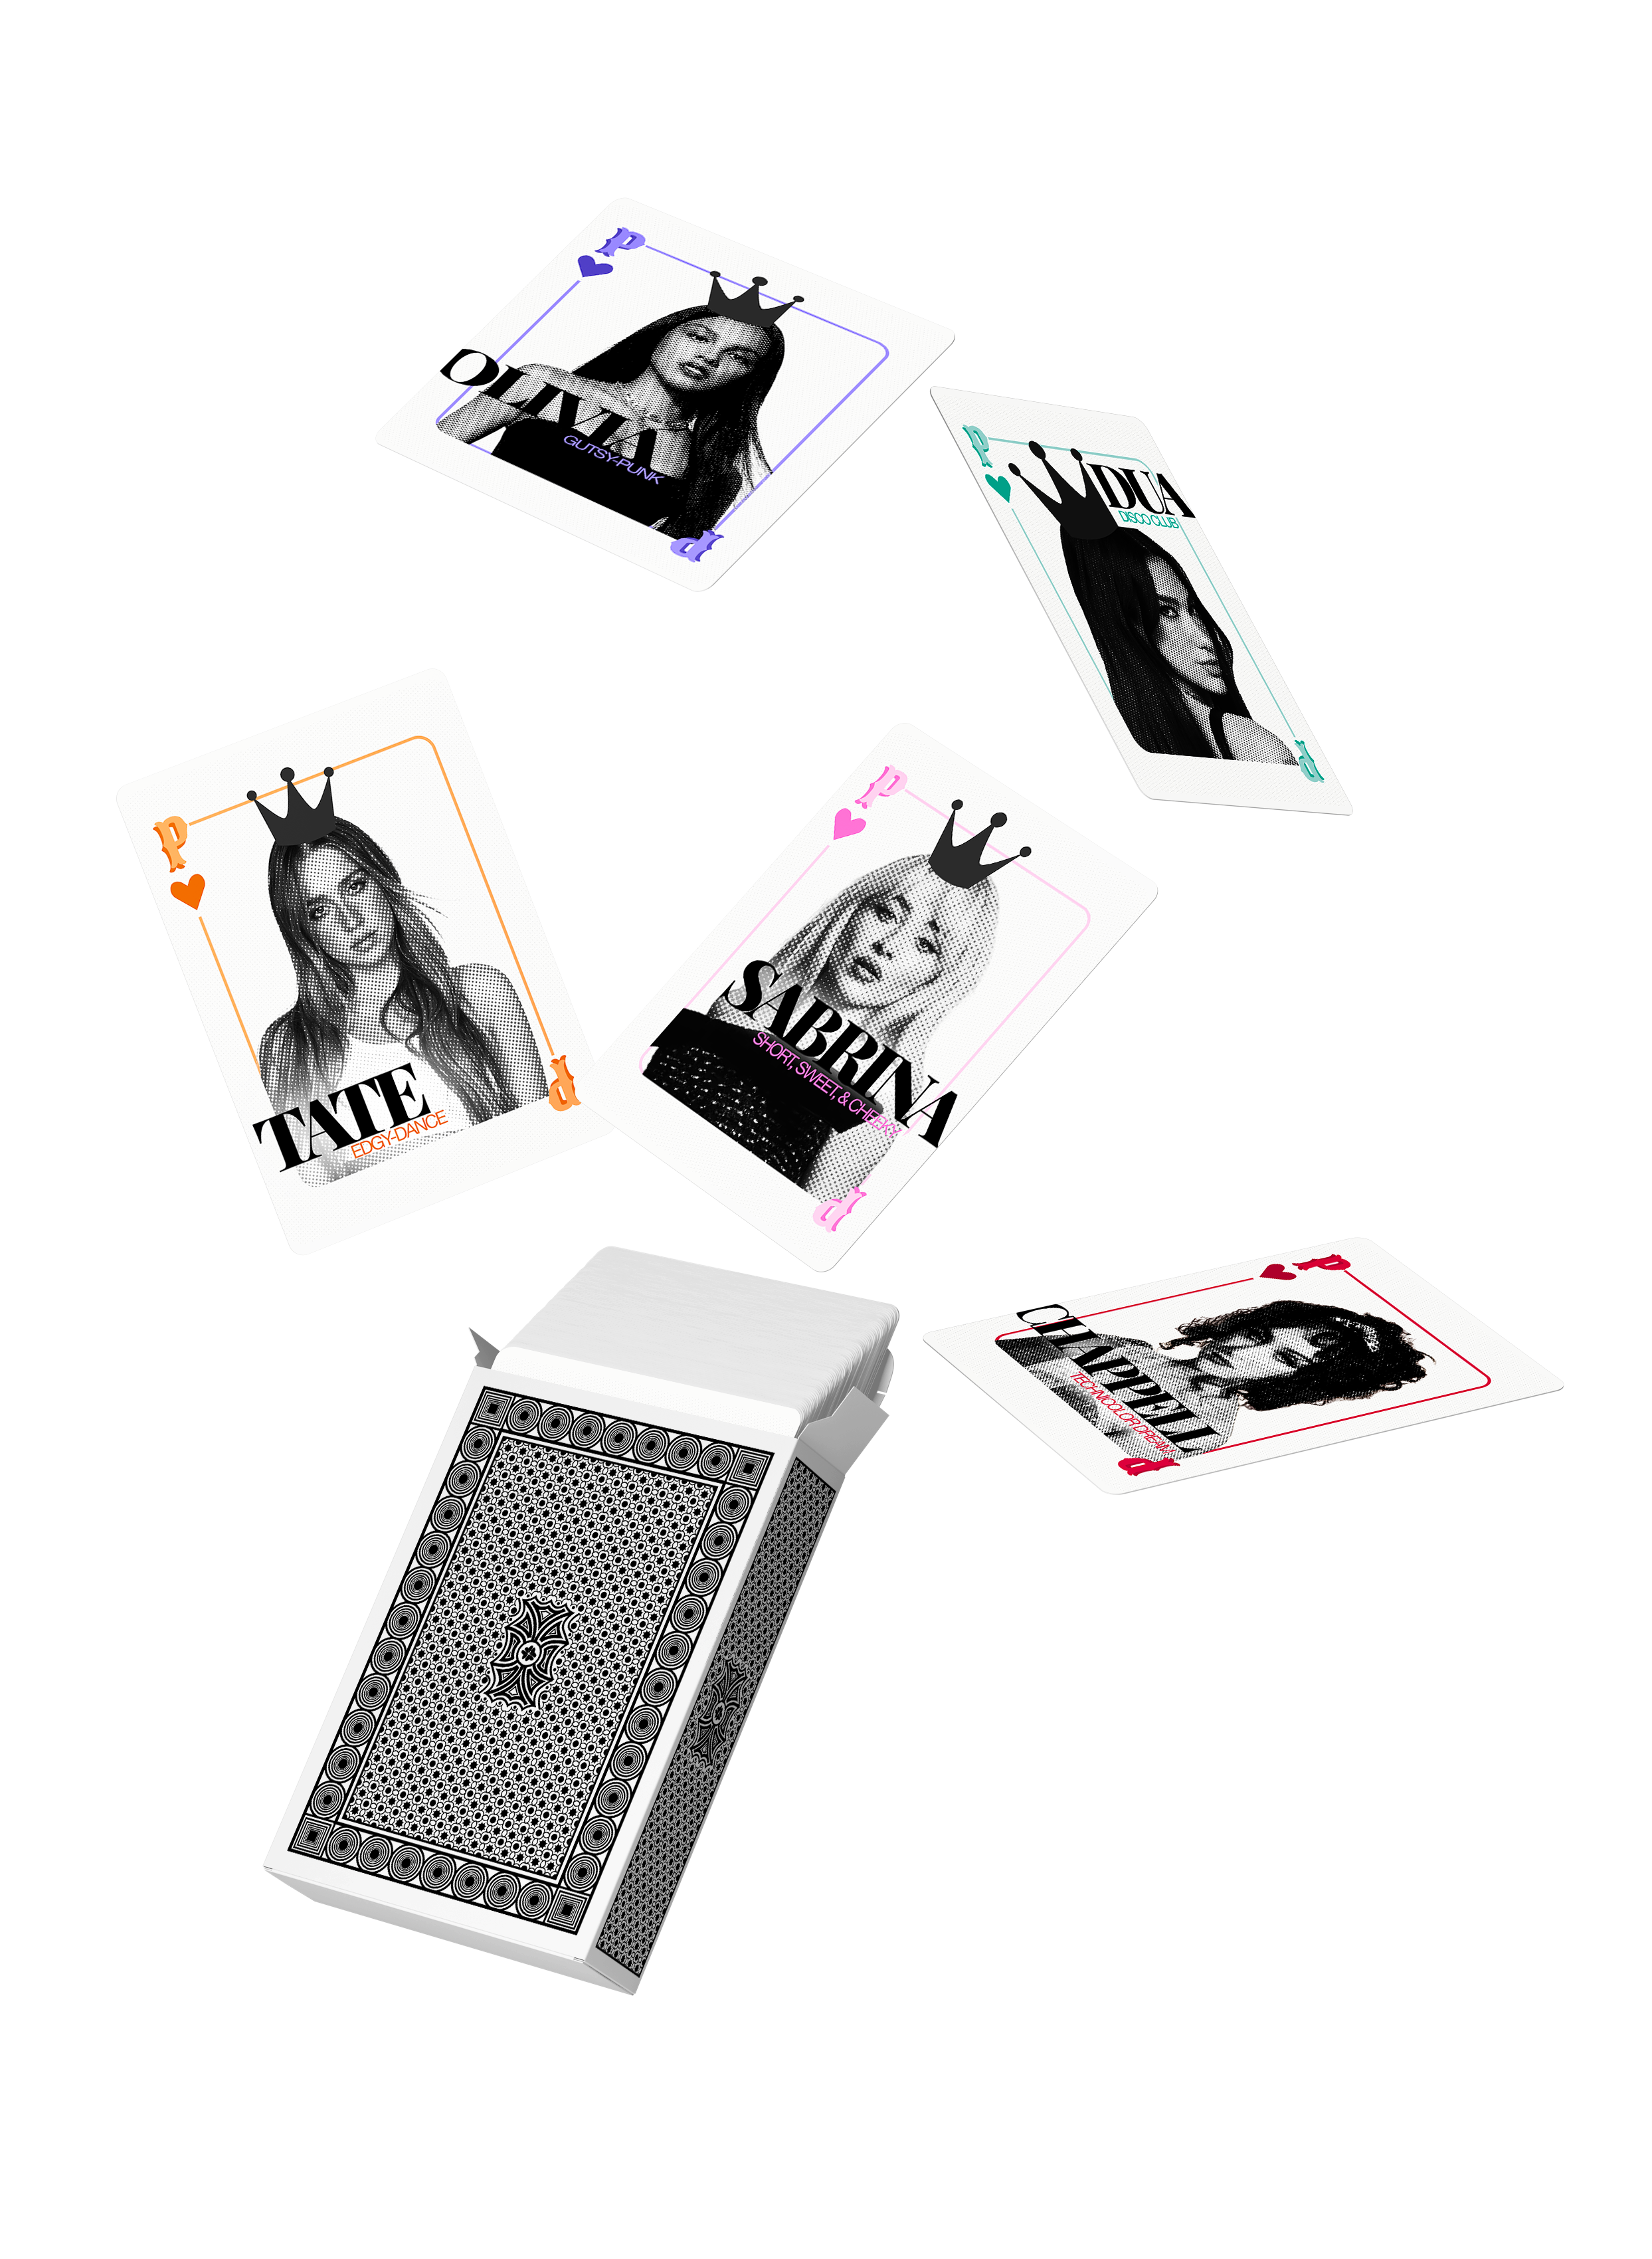 P
OLIVIA
GUTSY-PUNK
P
P
DUA
DISCO CLUB
P
P
TATE
EDGY-DANCE
P
P
SABRINA
SHORT, SWEET, & CHEEKY
P
P
CHAPPELL
TECHNICOLOR DREAM
P